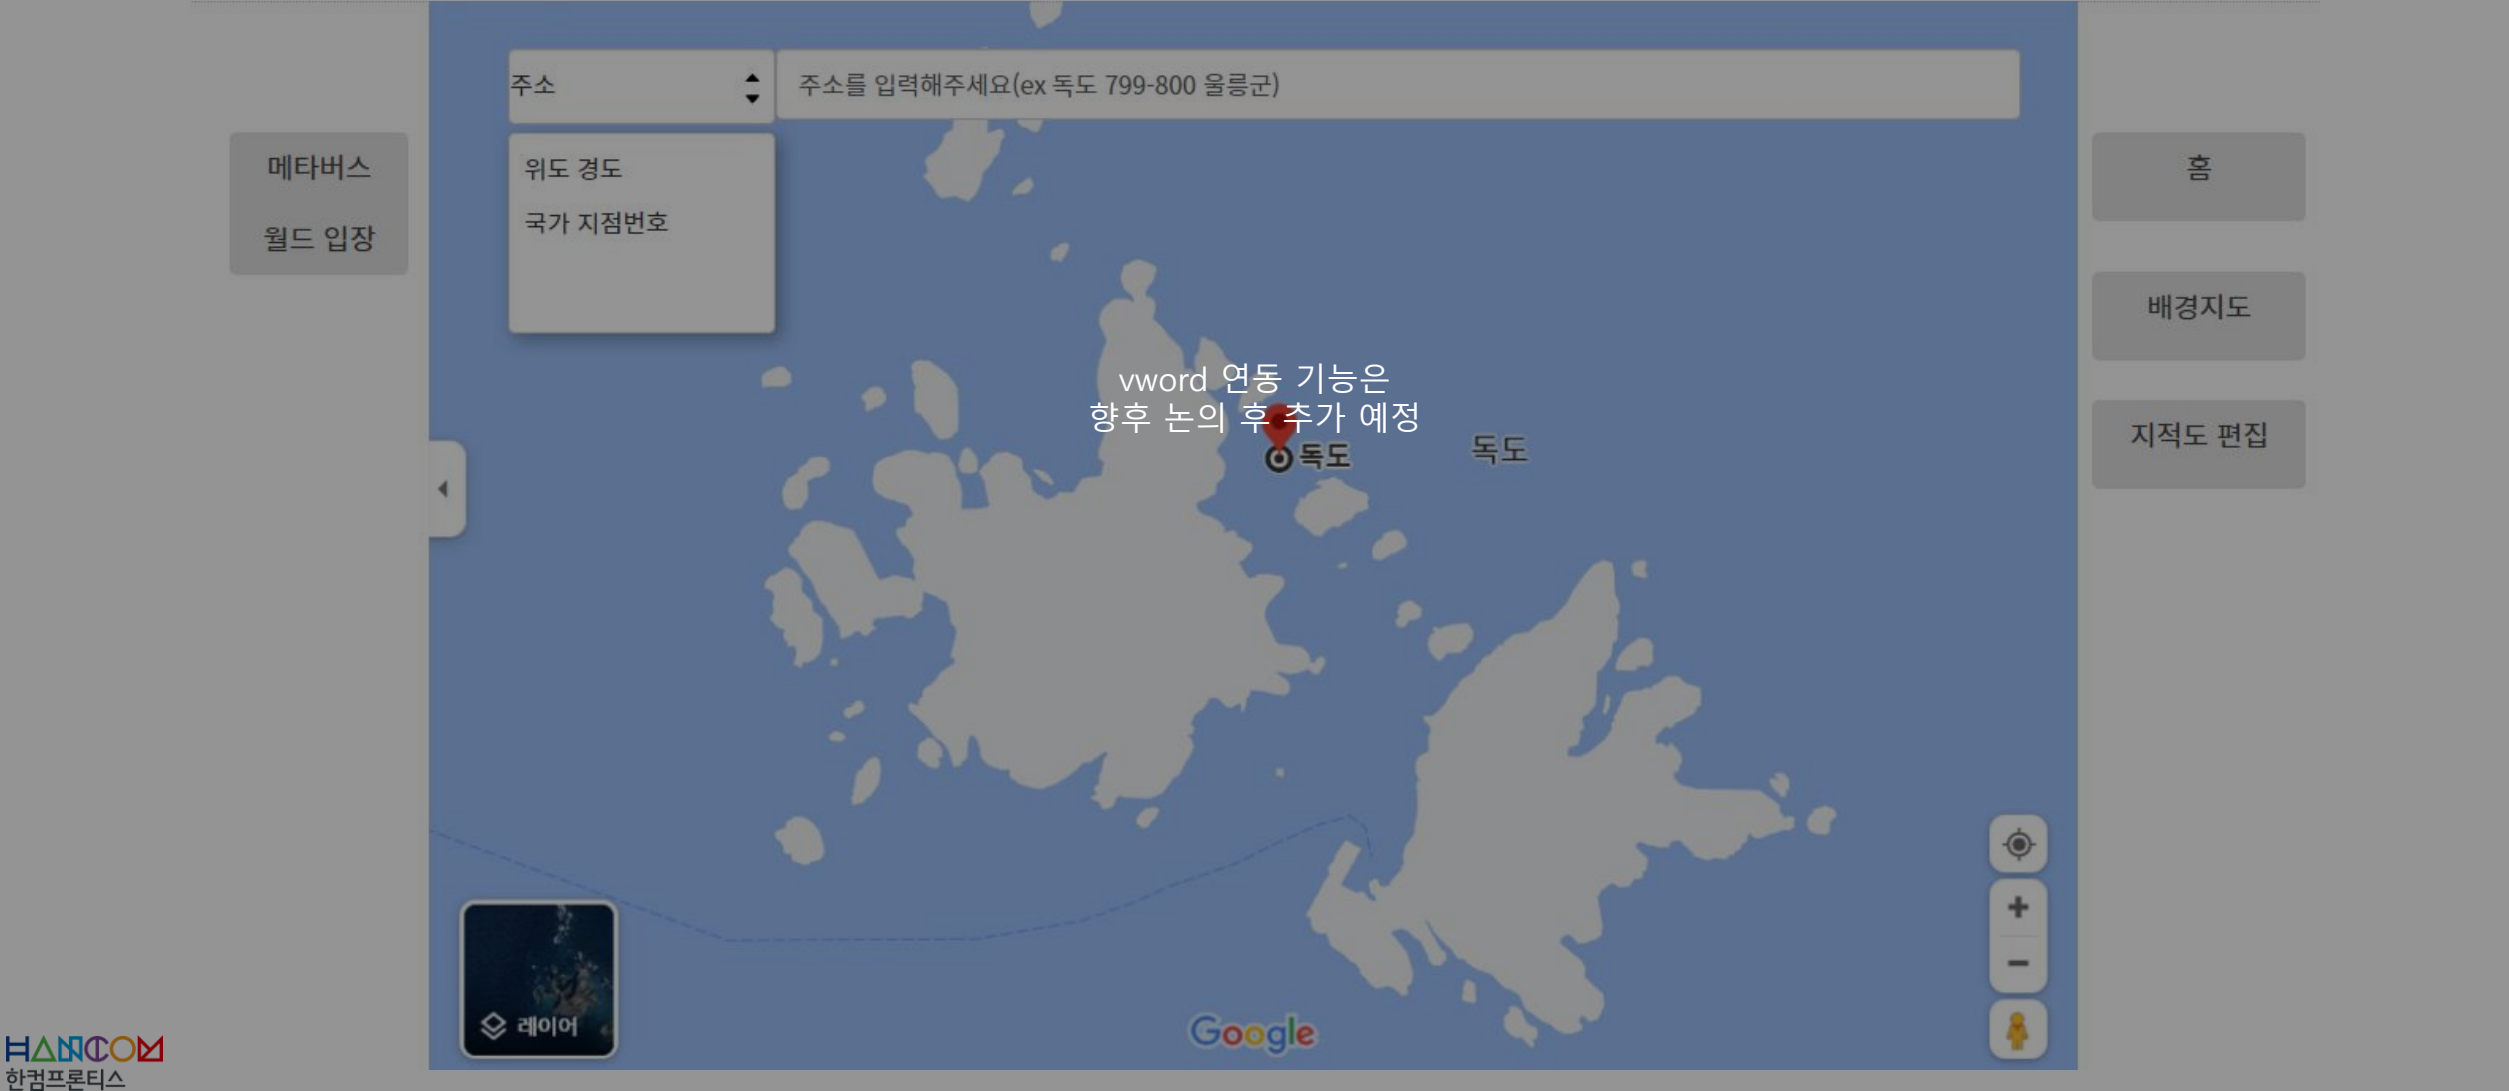 주소
주소를 입력해주세요(ex 독도 799-800 울릉군)
위도 경도
국가 지점번호
메타버스
월드 입장
홈
배경지도
지적도 편집
vword 연동 기능은
향후 논의 후 추가 예정
독도
독도
레이어
Google
HANCOM
한컴프론티스